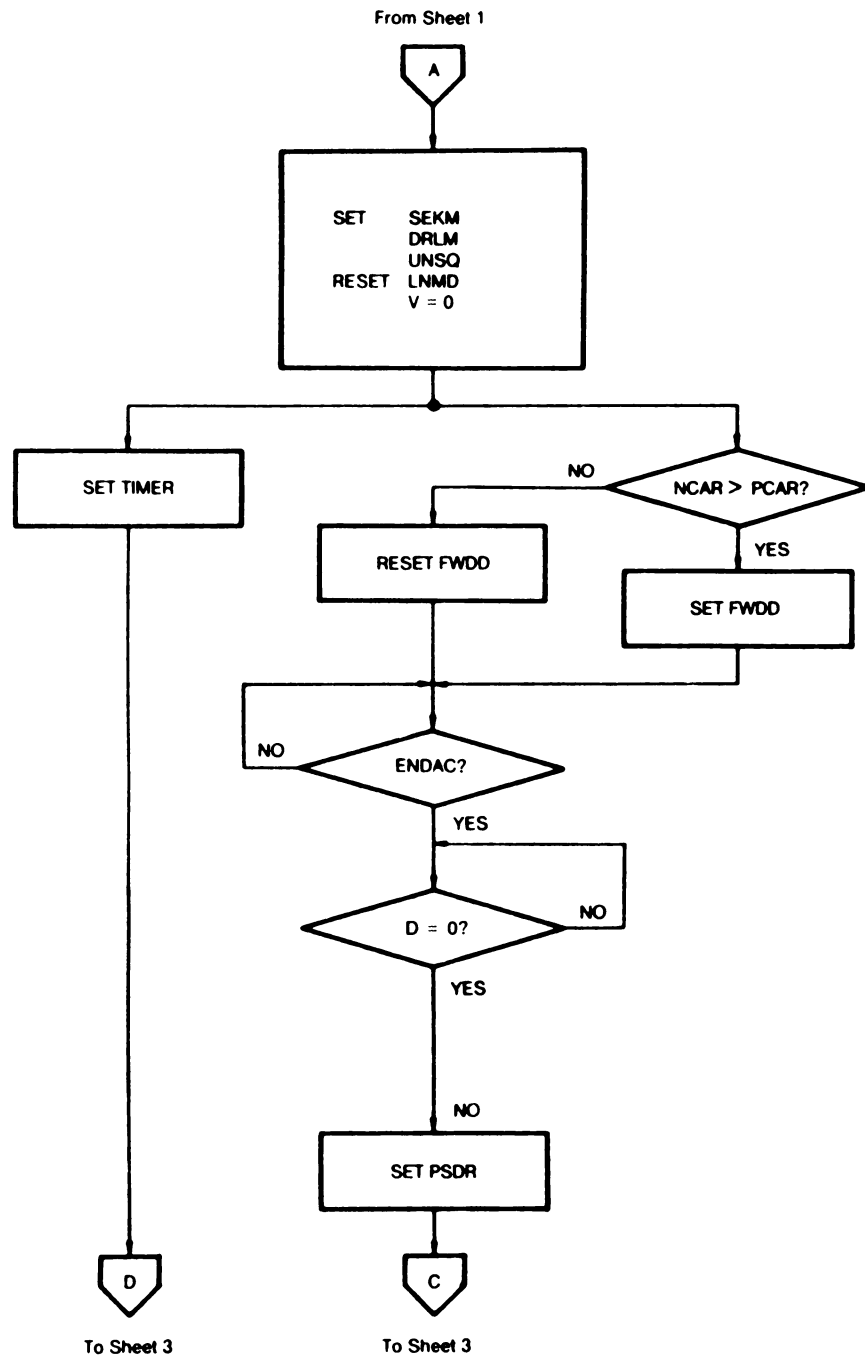 From Sheet 1
A
SET SEKM
DRLM
UNSQ
RESET LNMD
V = 0
SET TIMER
NO
NCAR > PCAR?
YES
RESET FWDD
SET FWDD
NO
ENDAC?
YES
D = 0?
NO
YES
NO
SET PSDR
D
C
To Sheet 3
To Sheet 3